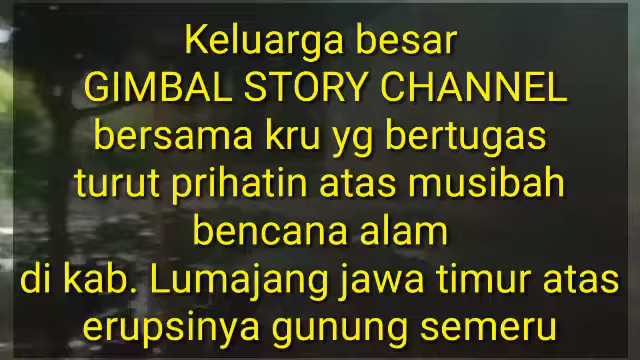 Keluarga besar
GIMBAL STORY CHANNEL
bersama kru yg bertugas
turut prihatin atas musibah
bencana alam
di kab. Lumajang jawa timur atas
erupsinya gunung semeru